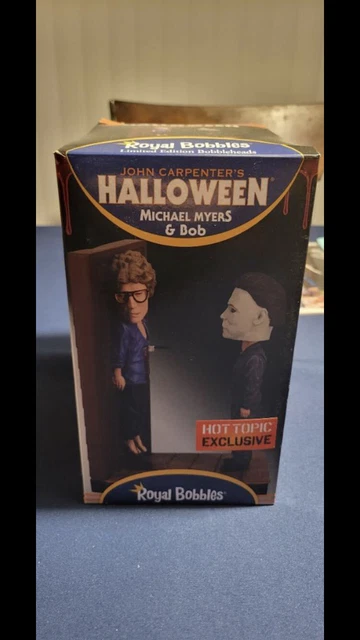 Royal Bobbles
Limited Edition Bobbleheads
JOHN CARPENTER'S
HALLOWEEN®
MICHAEL MYERS
& BOB
HOT TOPIC
EXCLUSIVE
Royal Bobbles